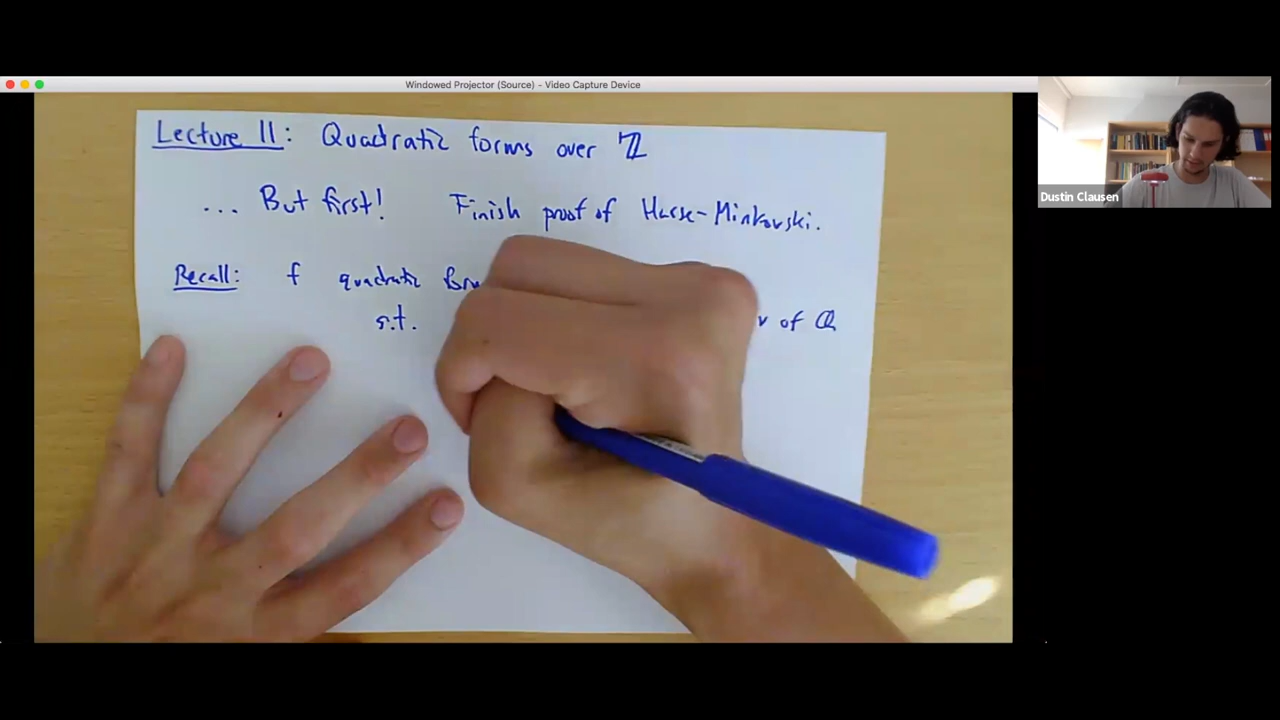 Windowed Projector (Source) - Video Capture Device
Lecture 11: Quadratic forms over ℤ
... But first! Finish proof of Hasse-Minkovski.
Recall: f quadratic
s.t. v of ℚ
Dustin Clausen